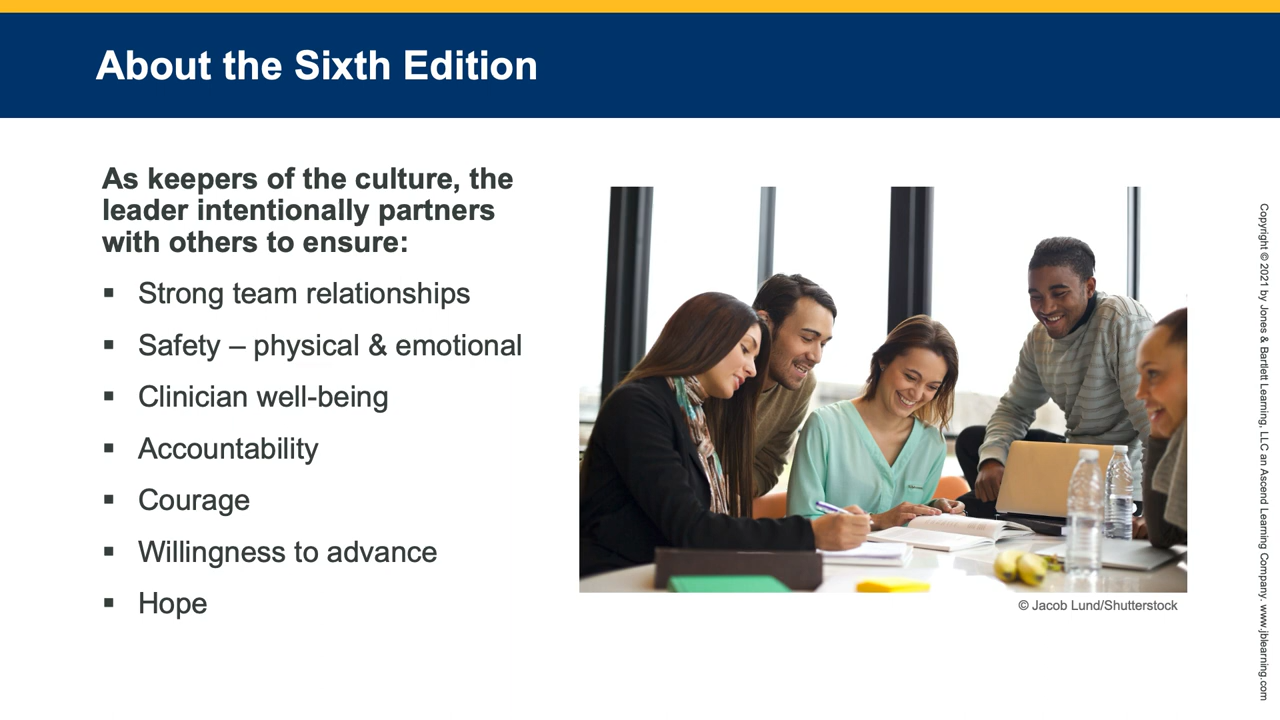 About the Sixth Edition
As keepers of the culture, the
leader intentionally partners
with others to ensure:
▪ Strong team relationships
▪ Safety – physical & emotional
▪ Clinician well-being
▪ Accountability
▪ Courage
▪ Willingness to advance
▪ Hope
© Jacob Lund/Shutterstock
Copyright © 2021 by Jones & Bartlett Learning, LLC an Ascend Learning Company. www.jblearning.com